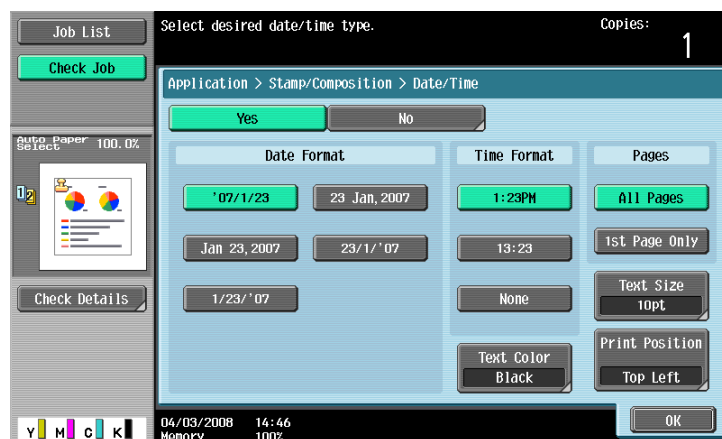 Job List
Check Job
Select desired date/time type.
Copies:
1
Application > Stamp/Composition > Date/Time
Yes
No
Auto Paper Select 100.0%
12
Date Format
Time Format
Pages
'07/1/23
23 Jan,2007
1:23PM
All Pages
Jan 23,2007
23/1/'07
13:23
1st Page Only
1/23/'07
None
Text Size
10pt
Check Details
Text Color
Black
Print Position
Top Left
OK
04/03/2008 14:46
Memory 100%
Y M C K